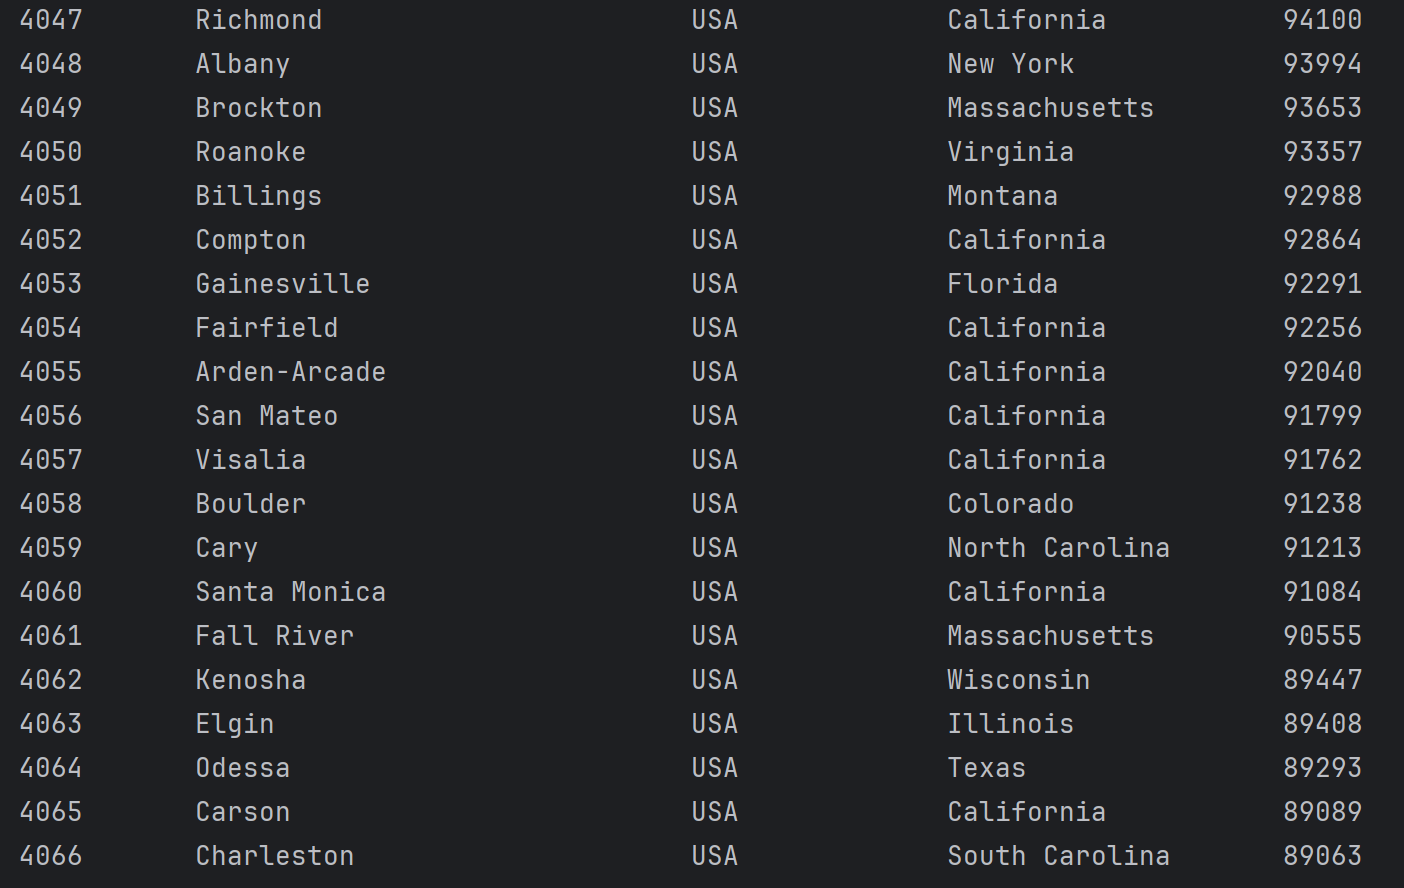 4047 Richmond USA California 94100
4048 Albany USA New York 93994
4049 Brockton USA Massachusetts 93653
4050 Roanoke USA Virginia 93357
4051 Billings USA Montana 92988
4052 Compton USA California 92864
4053 Gainesville USA Florida 92291
4054 Fairfield USA California 92256
4055 Arden-Arcade USA California 92040
4056 San Mateo USA California 91799
4057 Visalia USA California 91762
4058 Boulder USA Colorado 91238
4059 Cary USA North Carolina 91213
4060 Santa Monica USA California 91084
4061 Fall River USA Massachusetts 90555
4062 Kenosha USA Wisconsin 89447
4063 Elgin USA Illinois 89408
4064 Odessa USA Texas 89293
4065 Carson USA California 89089
4066 Charleston USA South Carolina 89063